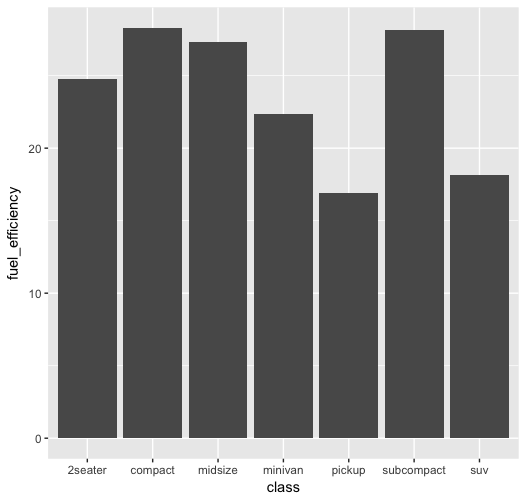 fuel_efficiency
20
10
0
2seater compact midsize minivan pickup subcompact suv
class